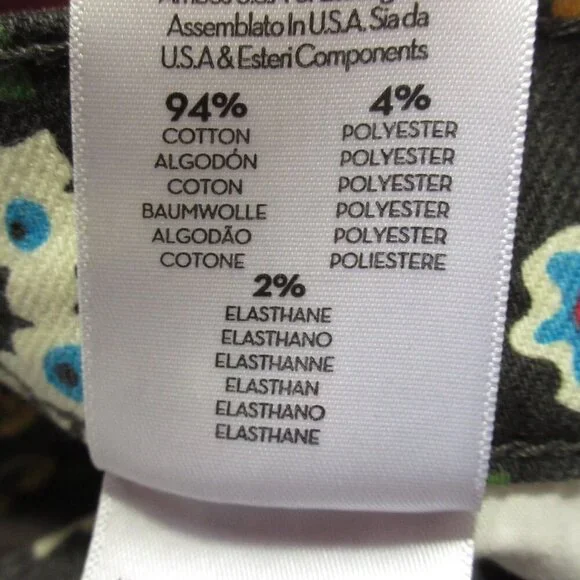 Assemblato In U.S.A. Sia da
U.S.A & Esteri Components
94%
COTTON
ALGODÓN
COTON
BAUMWOLLE
ALGODÃO
COTONE
4%
POLYESTER
POLYESTER
POLYESTER
POLYESTER
POLYESTER
POLIESTERE
2%
ELASTHANE
ELASTHANO
ELASTHANNE
ELASTHAN
ELASTHANO
ELASTHANE